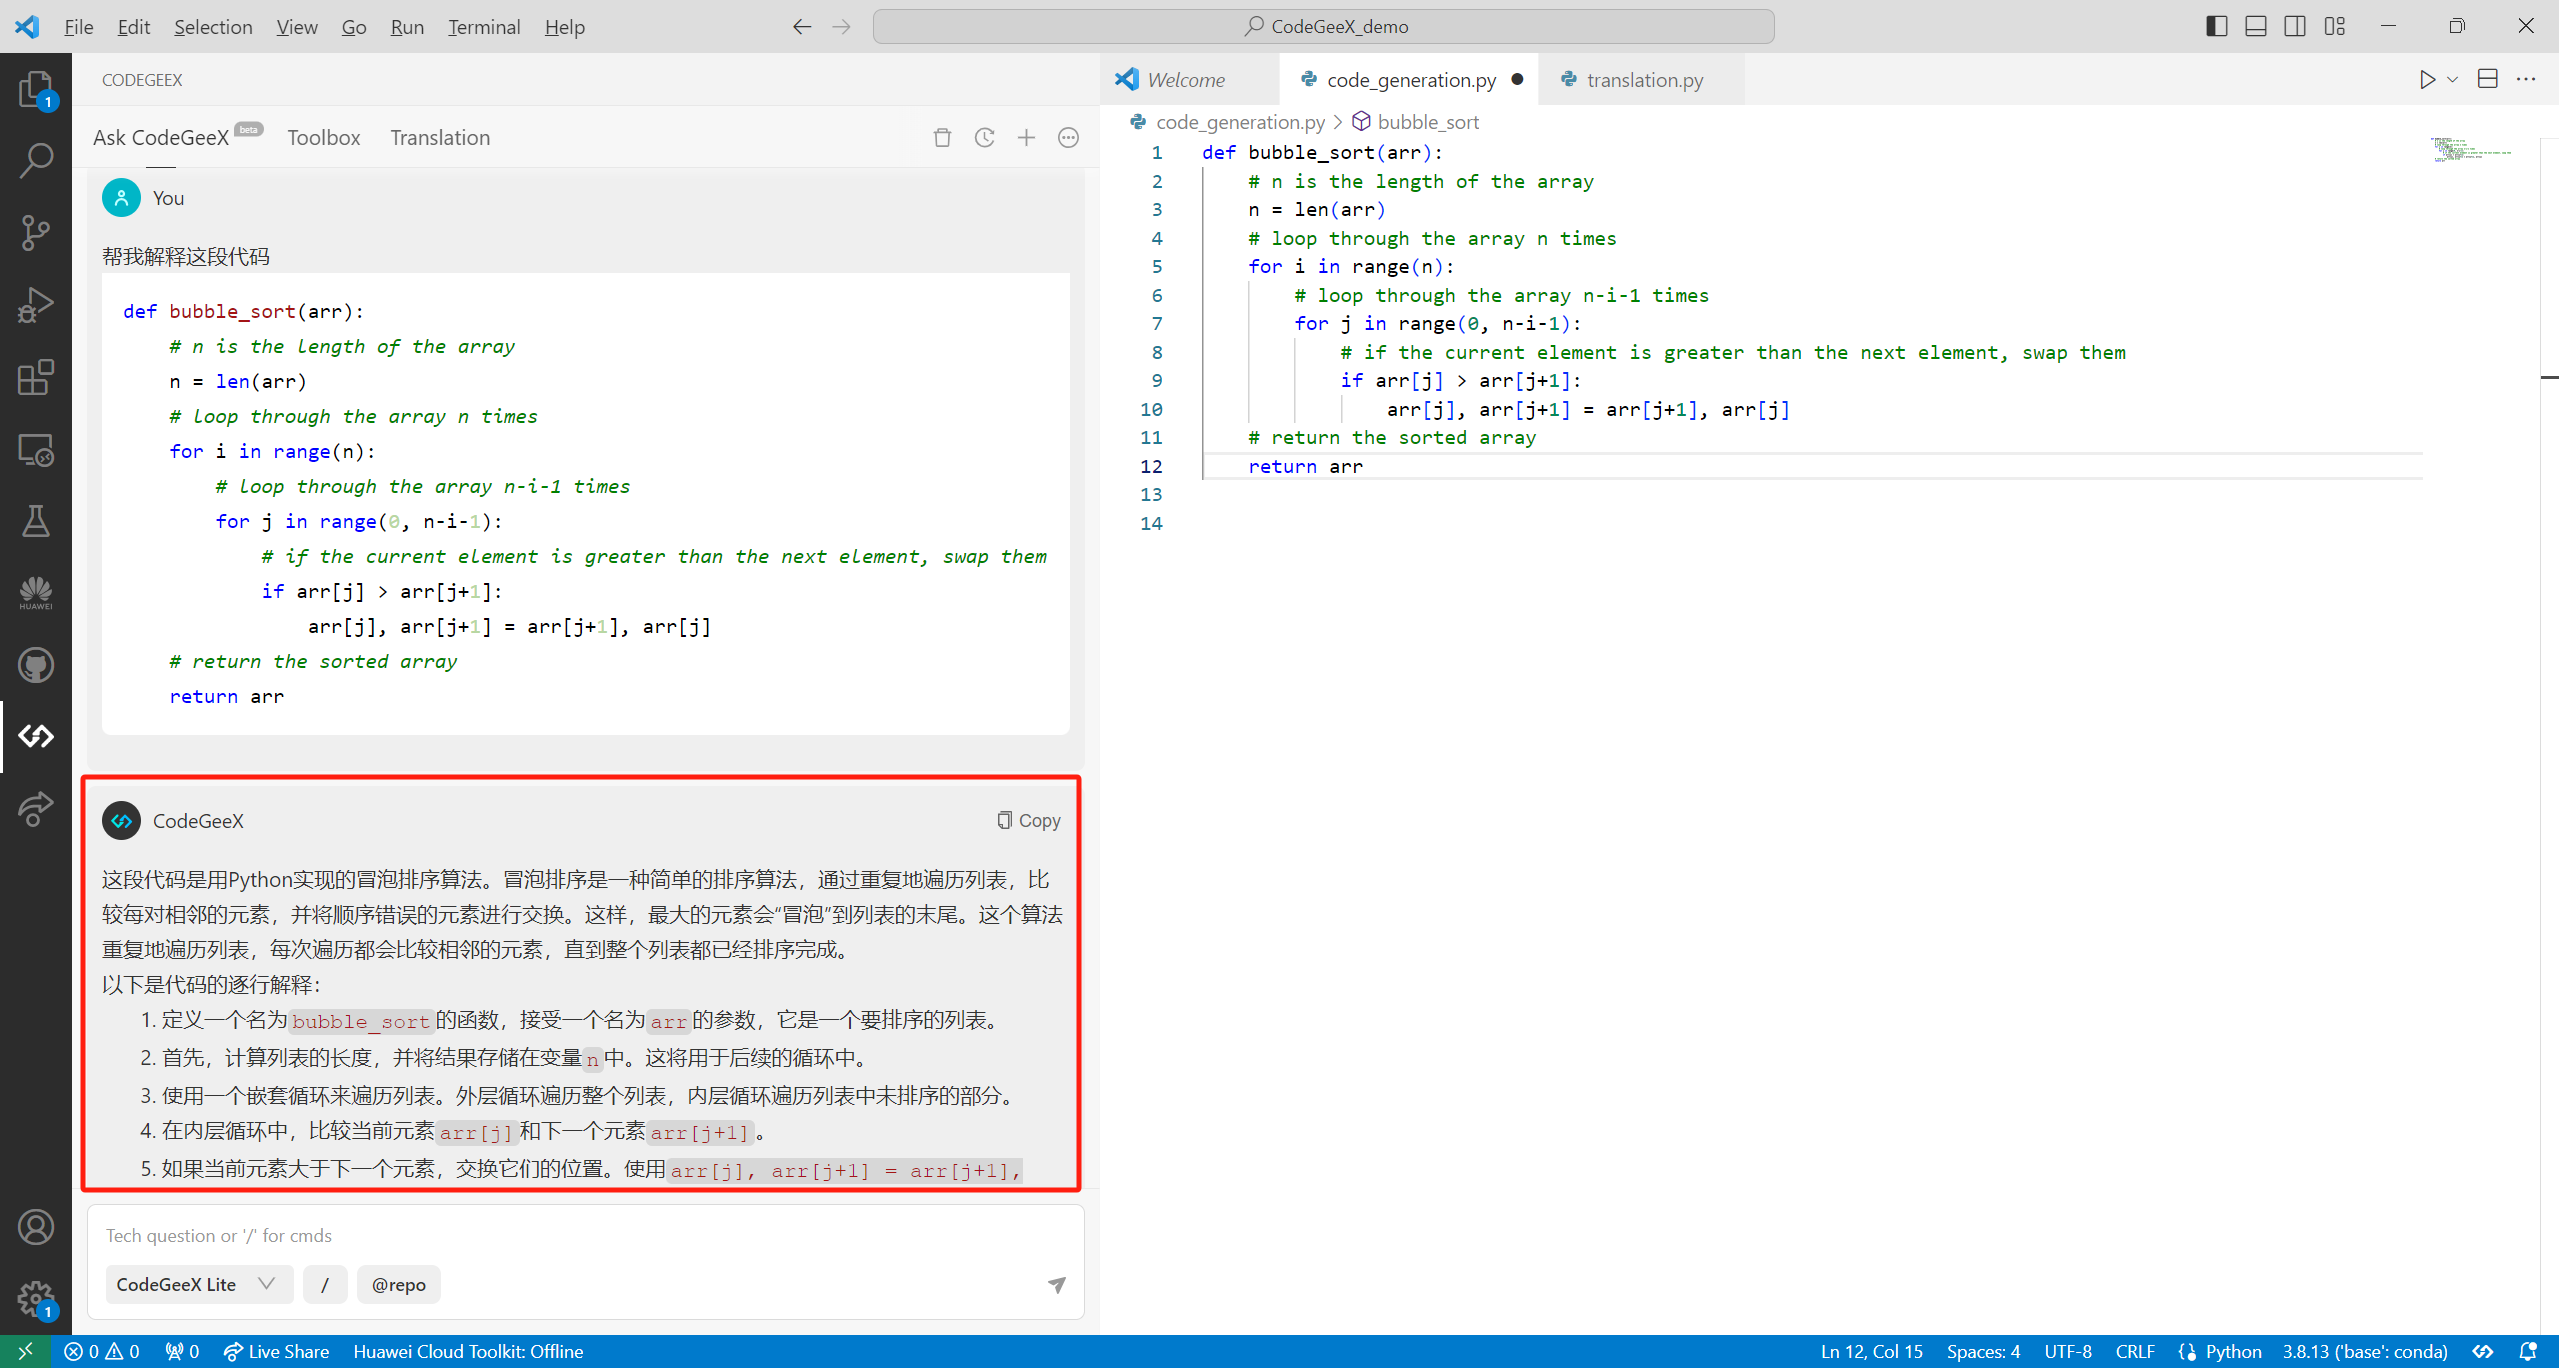 File Edit Selection View Go Run Terminal Help
CodeGeeX_demo
1
HUAWEI
1
CODEGEEX
Ask CodeGeeX beta Toolbox Translation
You
帮我解释这段代码
def bubble_sort(arr):
    # n is the length of the array
    n = len(arr)
    # loop through the array n times
    for i in range(n):
        # loop through the array n-i-1 times
        for j in range(0, n-i-1):
            # if the current element is greater than the next element, swap them
            if arr[j] > arr[j+1]:
                arr[j], arr[j+1] = arr[j+1], arr[j]
    # return the sorted array
    return arr
CodeGeeX
Copy
这段代码是用Python实现的冒泡排序算法。冒泡排序是一种简单的排序算法，通过重复地遍历列表，比
较每对相邻的元素，并将顺序错误的元素进行交换。这样，最大的元素会“冒泡”到列表的末尾。这个算法
重复地遍历列表，每次遍历都会比较相邻的元素，直到整个列表都已经排序完成。
以下是代码的逐行解释：
1. 定义一个名为bubble_sort的函数，接受一个名为arr的参数，它是一个要排序的列表。
2. 首先，计算列表的长度，并将结果存储在变量n中。这将用于后续的循环中。
3. 使用一个嵌套循环来遍历列表。外层循环遍历整个列表，内层循环遍历列表中未排序的部分。
4. 在内层循环中，比较当前元素arr[j]和下一个元素arr[j+1]。
5. 如果当前元素大于下一个元素，交换它们的位置。使用arr[j], arr[j+1] = arr[j+1],
Tech question or '/' for cmds
CodeGeeX Lite / @repo
Welcome code_generation.py translation.py
code_generation.py > bubble_sort
1 def bubble_sort(arr):
2     # n is the length of the array
3     n = len(arr)
4     # loop through the array n times
5     for i in range(n):
6         # loop through the array n-i-1 times
7         for j in range(0, n-i-1):
8             # if the current element is greater than the next element, swap them
9             if arr[j] > arr[j+1]:
10                 arr[j], arr[j+1] = arr[j+1], arr[j]
11     # return the sorted array
12     return arr
13
14
0 0 0 Live Share Huawei Cloud Toolkit: Offline
Ln 12, Col 15 Spaces: 4 UTF-8 CRLF Python 3.8.13 ('base': conda)